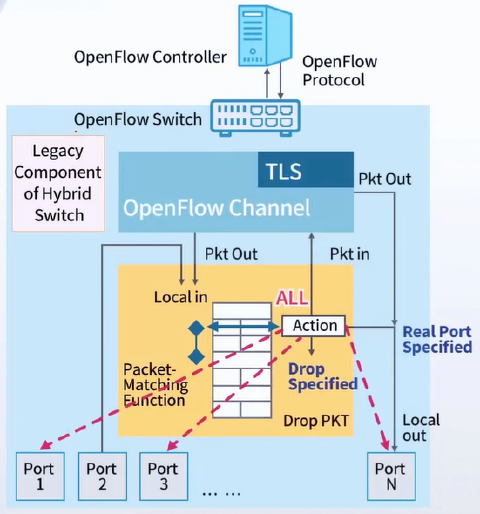 OpenFlow Controller
OpenFlow
Protocol
OpenFlow Switch
Legacy
Component
of Hybrid
Switch
TLS
OpenFlow Channel
Pkt Out
Pkt Out
Pkt in
Local in
ALL
Action
Real Port
Specified
Packet-
Matching
Function
Drop
Specified
Drop PKT
Local
out
Port
1
Port
2
Port
3
... ...
Port
N